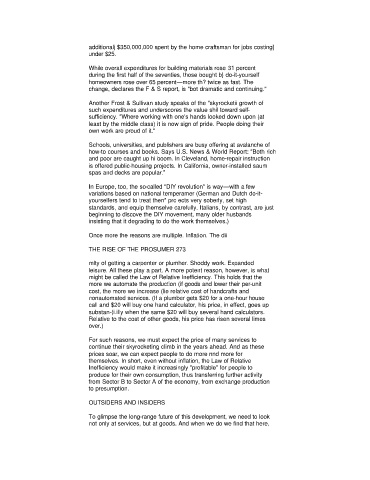 additional| $350,000,000 spent by the home craftsman for jobs costing|
under $25.
While overall expenditures for building materials rose 31 percent
during the first half of the seventies, those bought b} do-it-yourself
homeowners rose over 65 percent—more th? twice as fast. The
change, declares the F & S report, is "bot dramatic and continuing."
Another Frost & Sullivan study speaks of the "skyrocketii growth of
such expenditures and underscores the value shil toward self-
sufficiency. "Where working with one's hands looked down upon (at
least by the middle class) it is now sign of pride. People doing their
own work are proud of it."
Schools, universities, and publishers are busy offering at avalanche of
how-to courses and books. Says U.S. News & World Report: "Both rich
and poor are caught up hi boom. In Cleveland, home-repair instruction
is offered public-housing projects. In California, owner-installed saum
spas and decks are popular."
In Europe, too, the so-called "DIY revolution" is way—with a few
variations based on national temperamer (German and Dutch do-it-
yourselfers tend to treat them" prc ects very soberly, set high
standards, and equip themselve carefully. Italians, by contrast, are just
beginning to discove the DIY movement, many older husbands
insisting that it degrading to do the work themselves.)
Once more the reasons are multiple. Inflation. The dii
THE RISE OF THE PROSUMER 273
mlty of getting a carpenter or plumber. Shoddy work. Expanded
leisure. All these play a part. A more potent reason, however, is what
might be called the Law of Relative Inefficiency. This holds that the
more we automate the production (if goods and lower their per-unit
cost, the more we increase (lie relative cost of handcrafts and
nonautomated services. (If a plumber gets $20 for a one-hour house
call and $20 will buy one hand calculator, his price, in effect, goes up
substan-(i.illy when the same $20 will buy several hand calculators.
Relative to the cost of other goods, his price has risen several times
over.)
For such reasons, we must expect the price of many services to
continue their skyrocketing climb in the years ahead. And as these
prices soar, we can expect people to do more rind more for
themselves. In short, even without inflation, the Law of Relative
Inefficiency would make it increasingly "profitable" for people to
produce for their own consumption, thus transferring further activity
from Sector B to Sector A of the economy, from exchange production
to presumption.
OUTSIDERS AND INSIDERS
To glimpse the long-range future of this development, we need to look
not only at services, but at goods. And when we do we find that here,